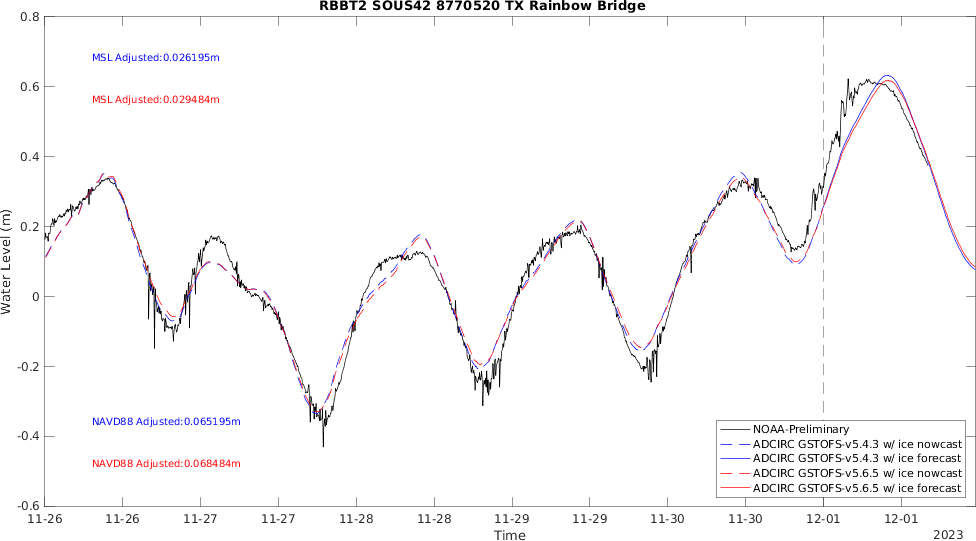 RBBT2 SOUS42 8770520 TX Rainbow Bridge
0.8
0.6
0.4
0.2
0
-0.2
-0.4
-0.6
Water Level (m)
MSL Adjusted:0.026195m
MSL Adjusted:0.029484m
NAVD88 Adjusted:0.065195m
NAVD88 Adjusted:0.068484m
NOAA-Preliminary
ADCIRC GSTOFS-v5.4.3 w/ ice nowcast
ADCIRC GSTOFS-v5.4.3 w/ ice forecast
ADCIRC GSTOFS-v5.6.5 w/ ice nowcast
ADCIRC GSTOFS-v5.6.5 w/ ice forecast
11-26 11-26 11-27 11-27 11-28 11-28 11-29 11-29 11-30 11-30 12-01 12-01
Time
2023